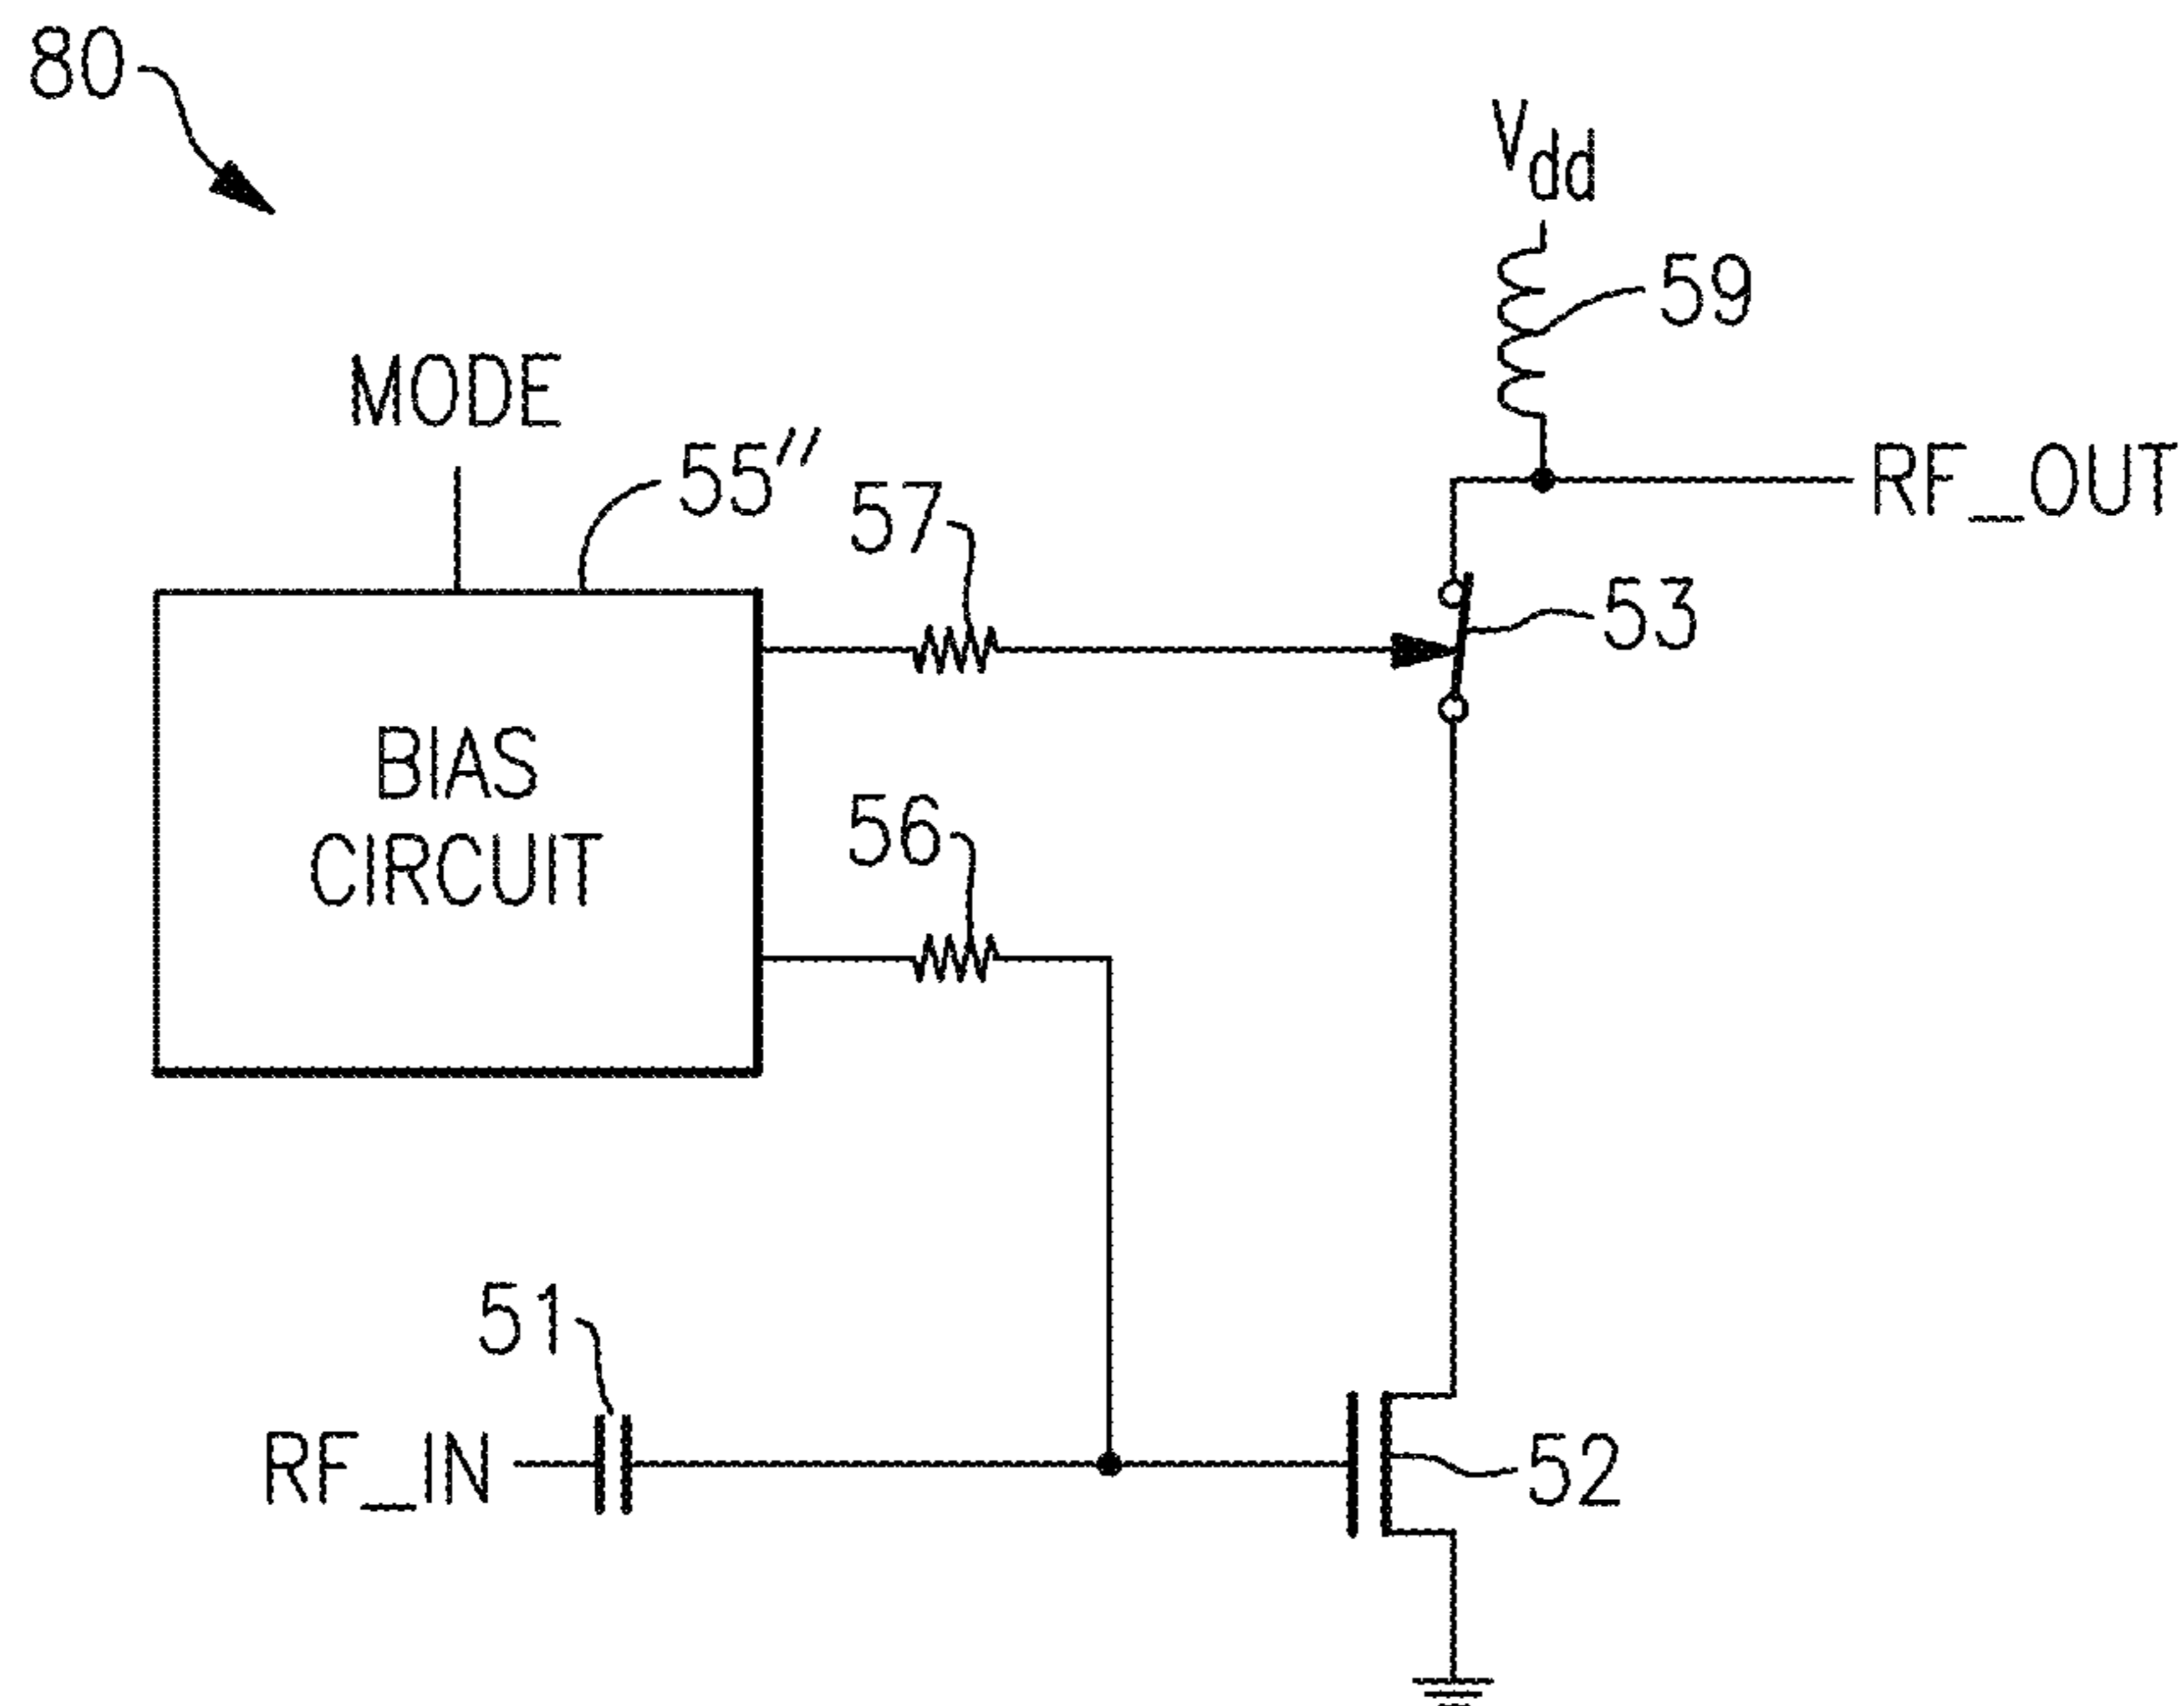 80
Vdd
59
MODE
55″
57
RF_OUT
53
BIAS
CIRCUIT
56
51
RF_IN
52